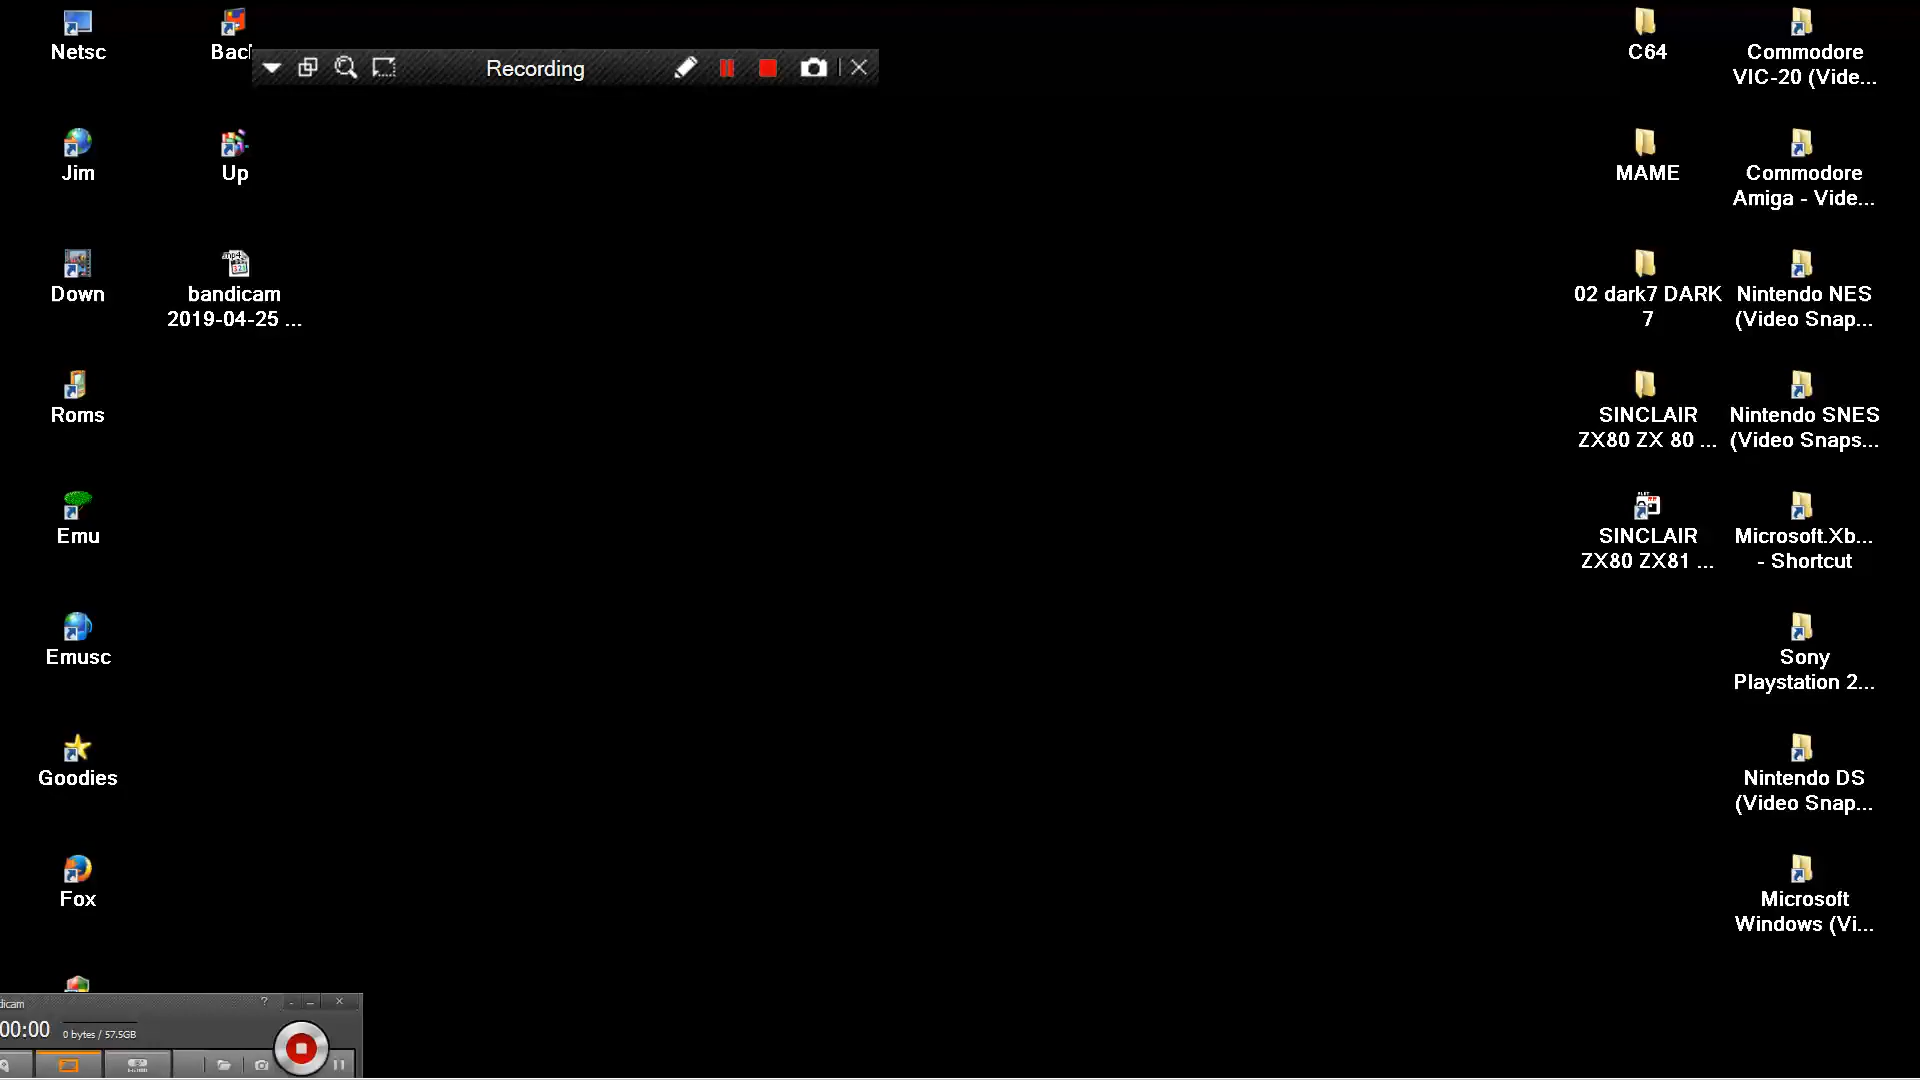 Netsc
Bac
Recording
C64
Commodore
VIC-20 (Vide...
Jim
Up
MAME
Commodore
Amiga - Vide...
Down
bandicam
2019-04-25 ...
02 dark7 DARK
7
Nintendo NES
(Video Snap...
Roms
SINCLAIR
ZX80 ZX 80 ...
Nintendo SNES
(Video Snaps...
Emu
SINCLAIR
ZX80 ZX81 ...
Microsoft.Xb...
- Shortcut
Emusc
Sony
Playstation 2...
Goodies
Nintendo DS
(Video Snap...
Fox
Microsoft
Windows (Vi...
dicam
00:00
0 bytes / 57.5GB